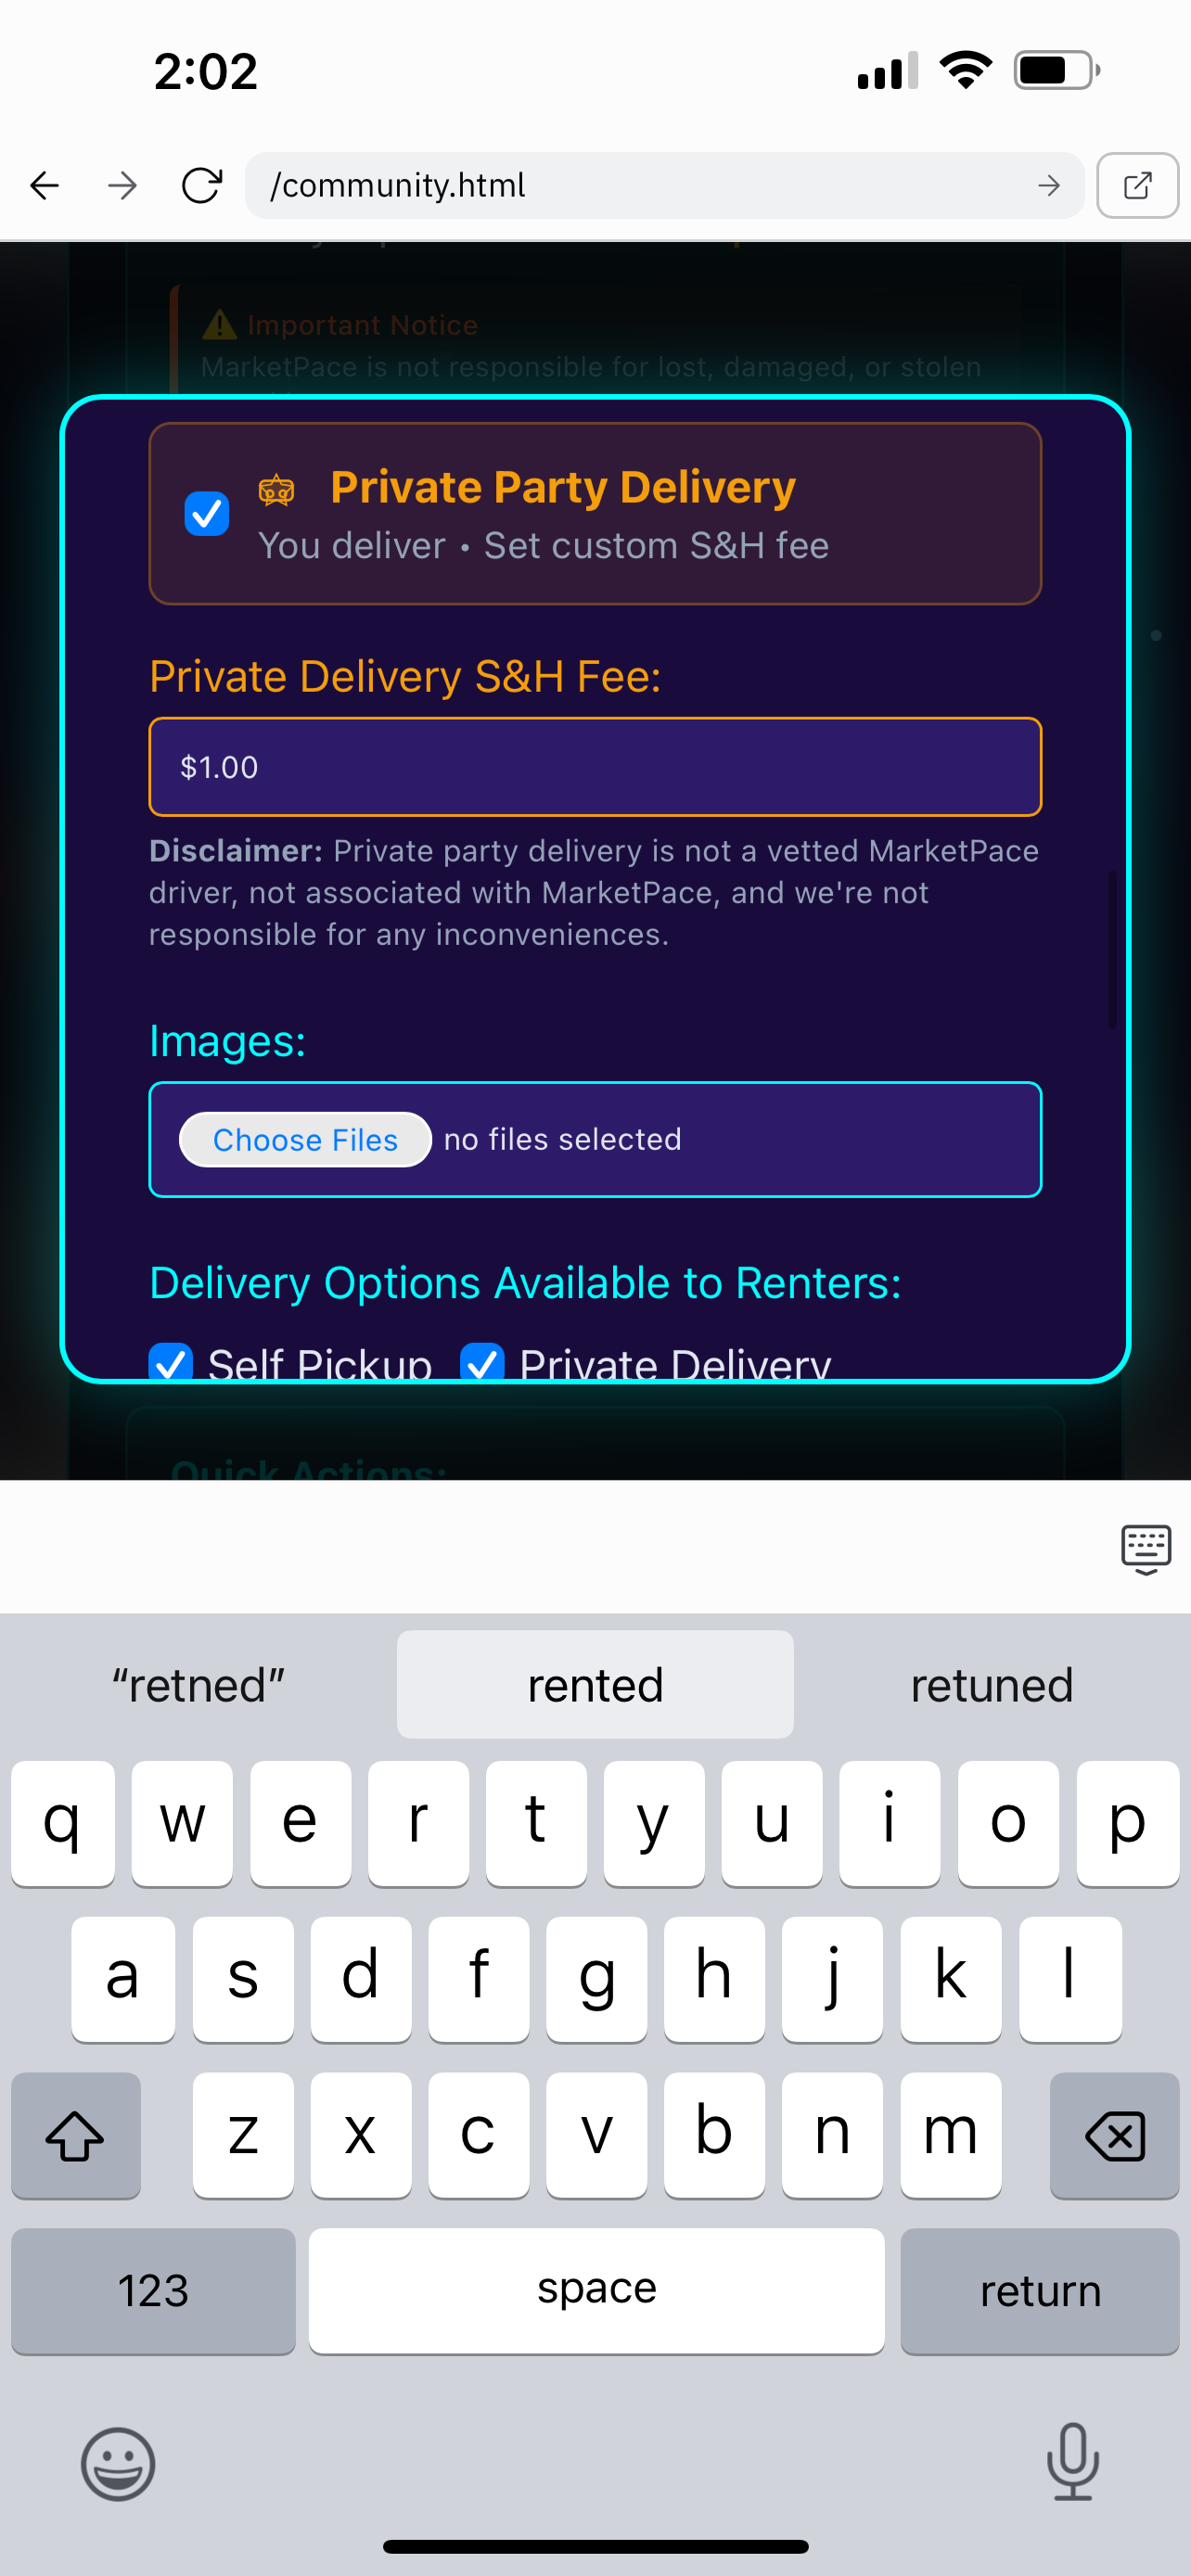 2:02
/community.html
Important Notice
MarketPace is not responsible for lost, damaged, or stolen
Private Party Delivery
You deliver • Set custom S&H fee
Private Delivery S&H Fee:
$1.00
Disclaimer: Private party delivery is not a vetted MarketPace
driver, not associated with MarketPace, and we're not
responsible for any inconveniences.
Images:
Choose Files no files selected
Delivery Options Available to Renters:
Self Pickup Private Delivery
Quick Actions:
“retned” rented retuned
q w e r t y u i o p
a s d f g h j k l
z x c v b n m
123 space return